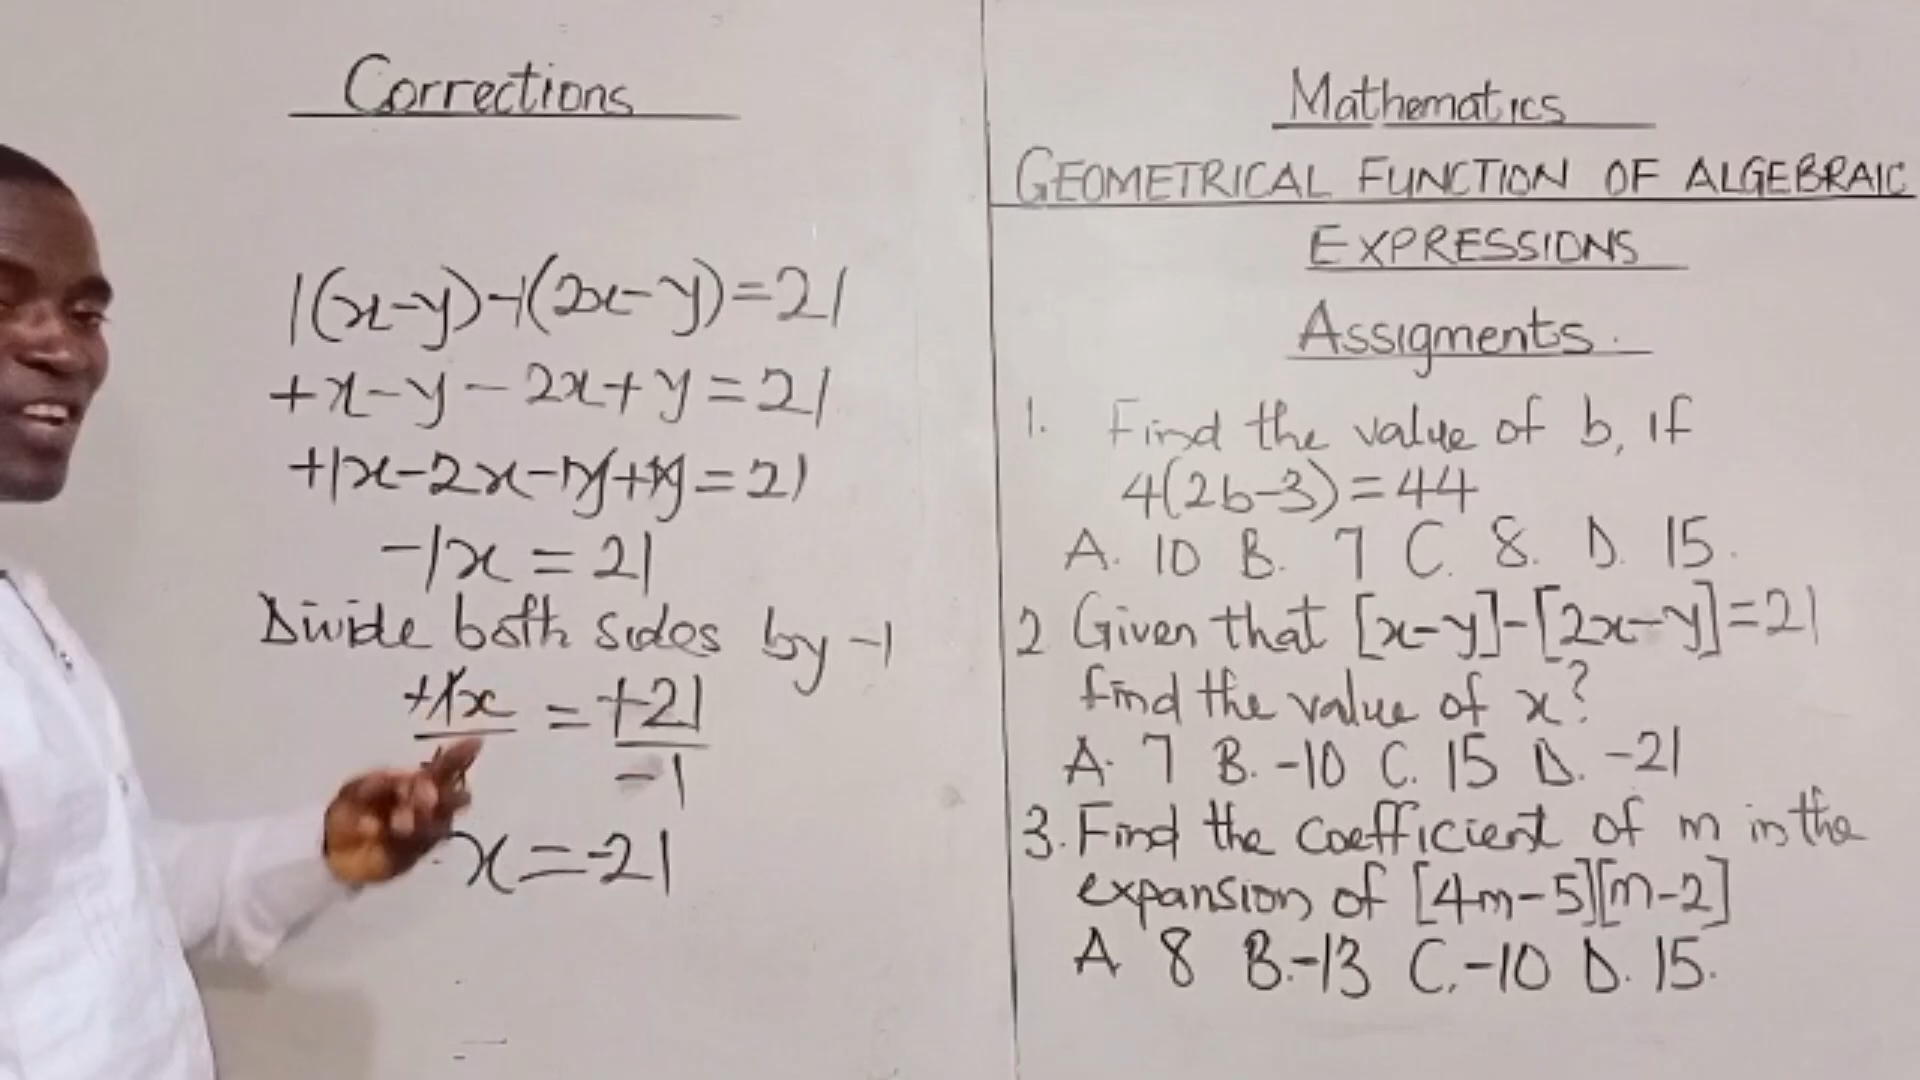 Corrections
1(x-y)-1(2x-y)=21
+x-y-2x+y=21
+1x-2x-1y+1y=21
-1x=21
Divide both sides by -1
+1x = +21
-1
x=-21
Mathematics
GEOMETRICAL FUNCTION OF ALGEBRAIC
EXPRESSIONS
Assigments.
1. Find the value of b, if
4(2b-3)=44
A. 10 B. 7 C. 8. D. 15.
2 Given that [x-y]-[2x-y]=21
find the value of x?
A. 7 B. -10 C. 15 D. -21
3. Find the coefficient of m in the
expansion of [4m-5][m-2]
A 8 B.-13 C.-10 D. 15.